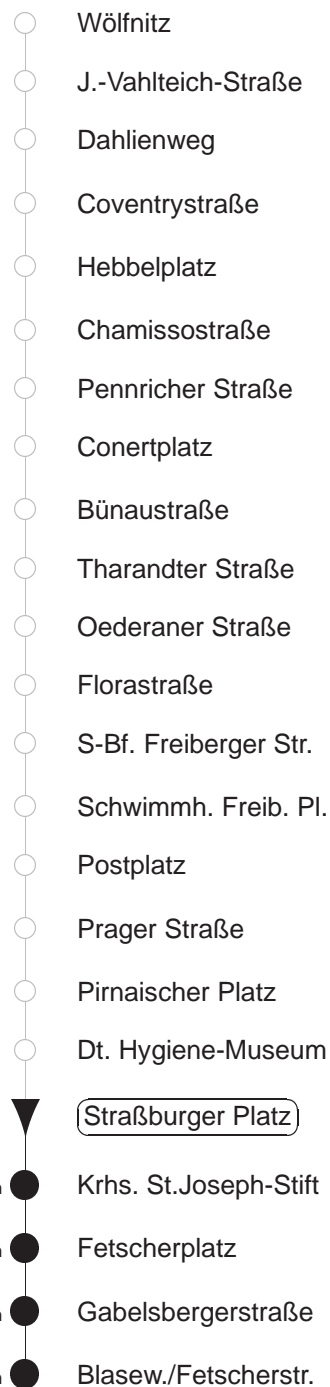 Wölfnitz
J.-Vahlteich-Straße
Dahlienweg
Coventrystraße
Hebbelplatz
Chamissostraße
Pennricher Straße
Conertplatz
Bünaustraße
Tharandter Straße
Oederaner Straße
Florastraße
S-Bf. Freiberger Str.
Schwimmh. Freib. Pl.
Postplatz
Prager Straße
Pirnaischer Platz
Dt. Hygiene-Museum
Straßburger Platz
Krhs. St.Joseph-Stift
Fetscherplatz
Gabelsbergerstraße
Blasew./Fetscherstr.